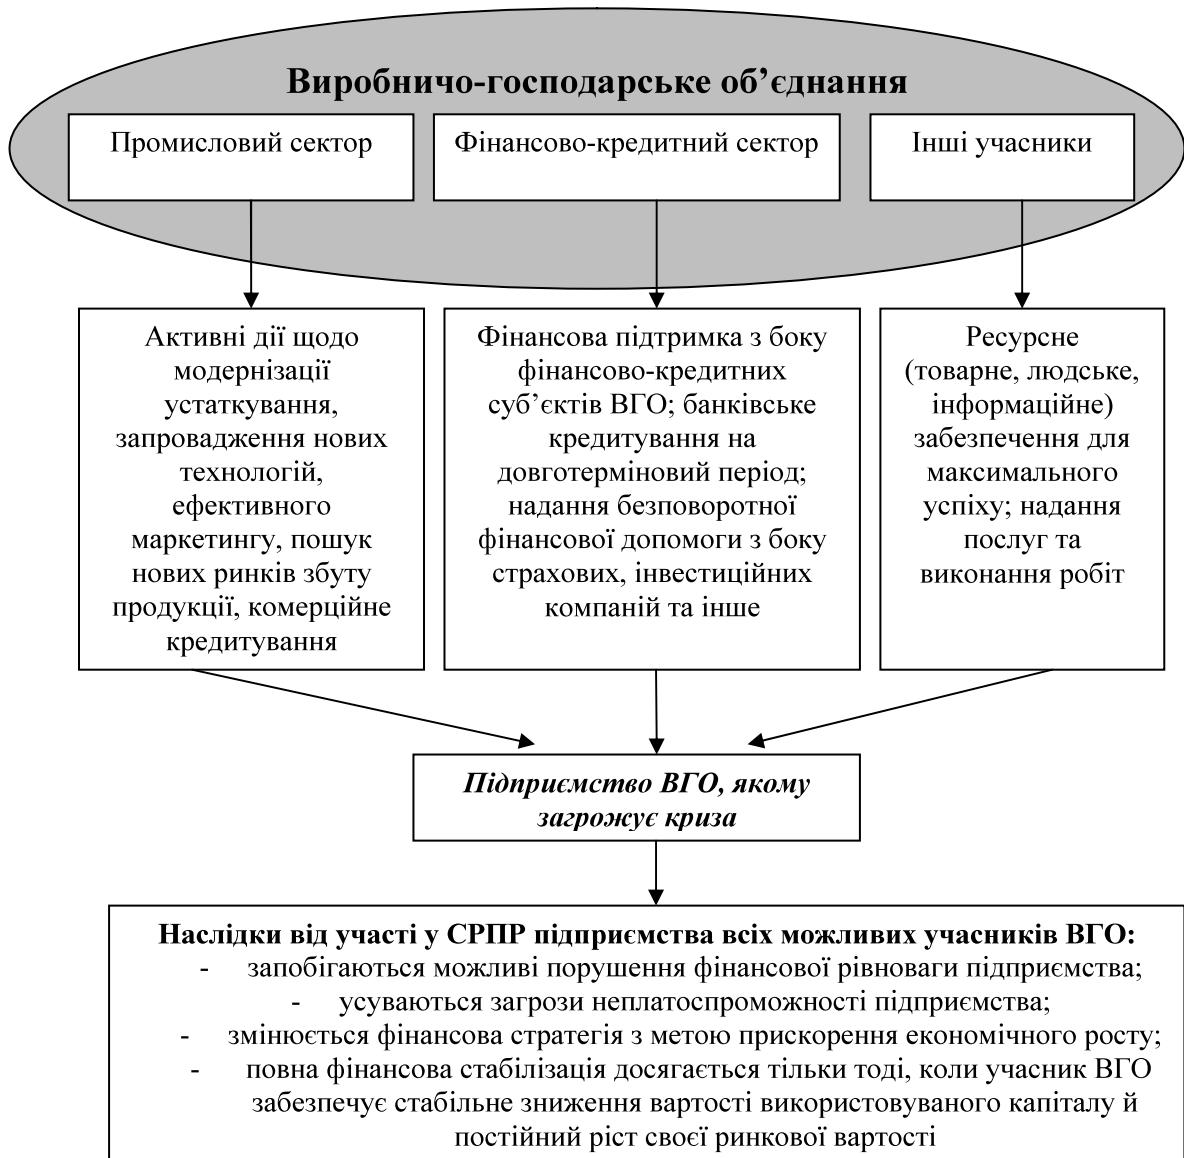 Виробничо-господарське об’єднання
Промисловий сектор
Фінансово-кредитний сектор
Інші учасники
Активні дії щодо
модернізації
устаткування,
запровадження нових
технологій,
ефективного
маркетингу, пошук
нових ринків збуту
продукції, комерційне
кредитування
Фінансова підтримка з боку
фінансово-кредитних
суб’єктів ВГО; банківське
кредитування на
довготерміновий період;
надання безповоротної
фінансової допомоги з боку
страхових, інвестиційних
компаній та інше
Ресурсне
(товарне, людське,
інформаційне)
забезпечення для
максимального
успіху; надання
послуг та
виконання робіт
Підприємство ВГО, якому
загрожує криза
Наслідки від участі у СРПР підприємства всіх можливих учасників ВГО:
- запобігаються можливі порушення фінансової рівноваги підприємства;
- усуваються загрози неплатоспроможності підприємства;
- змінюється фінансова стратегія з метою прискорення економічного росту;
- повна фінансова стабілізація досягається тільки тоді, коли учасник ВГО
забезпечує стабільне зниження вартості використовуваного капіталу й
постійний ріст своєї ринкової вартості